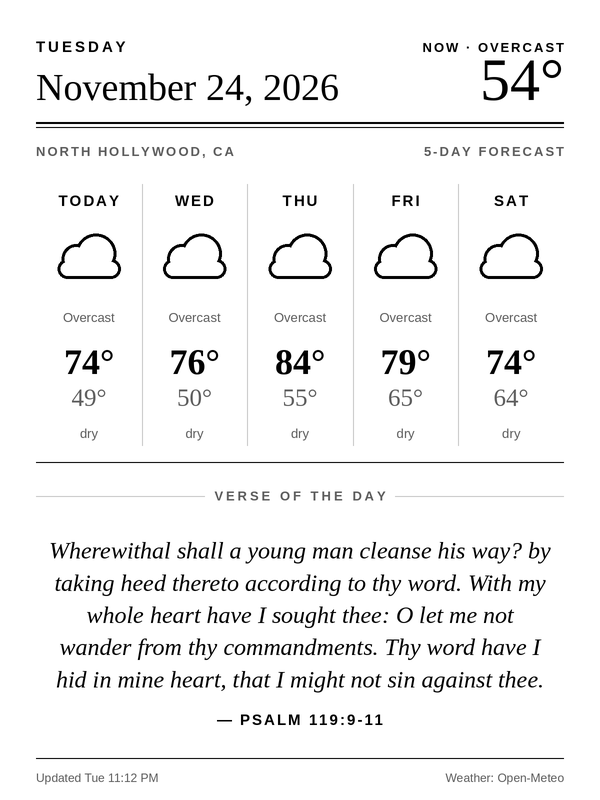 TUESDAY
NOW · OVERCAST
November 24, 2026
54°
NORTH HOLLYWOOD, CA
5-DAY FORECAST
TODAY WED THU FRI SAT
Overcast Overcast Overcast Overcast Overcast
74° 76° 84° 79° 74°
49° 50° 55° 65° 64°
dry dry dry dry dry
VERSE OF THE DAY
Wherewithal shall a young man cleanse his way? by
taking heed thereto according to thy word. With my
whole heart have I sought thee: O let me not
wander from thy commandments. Thy word have I
hid in mine heart, that I might not sin against thee.
— PSALM 119:9-11
Updated Tue 11:12 PM
Weather: Open-Meteo